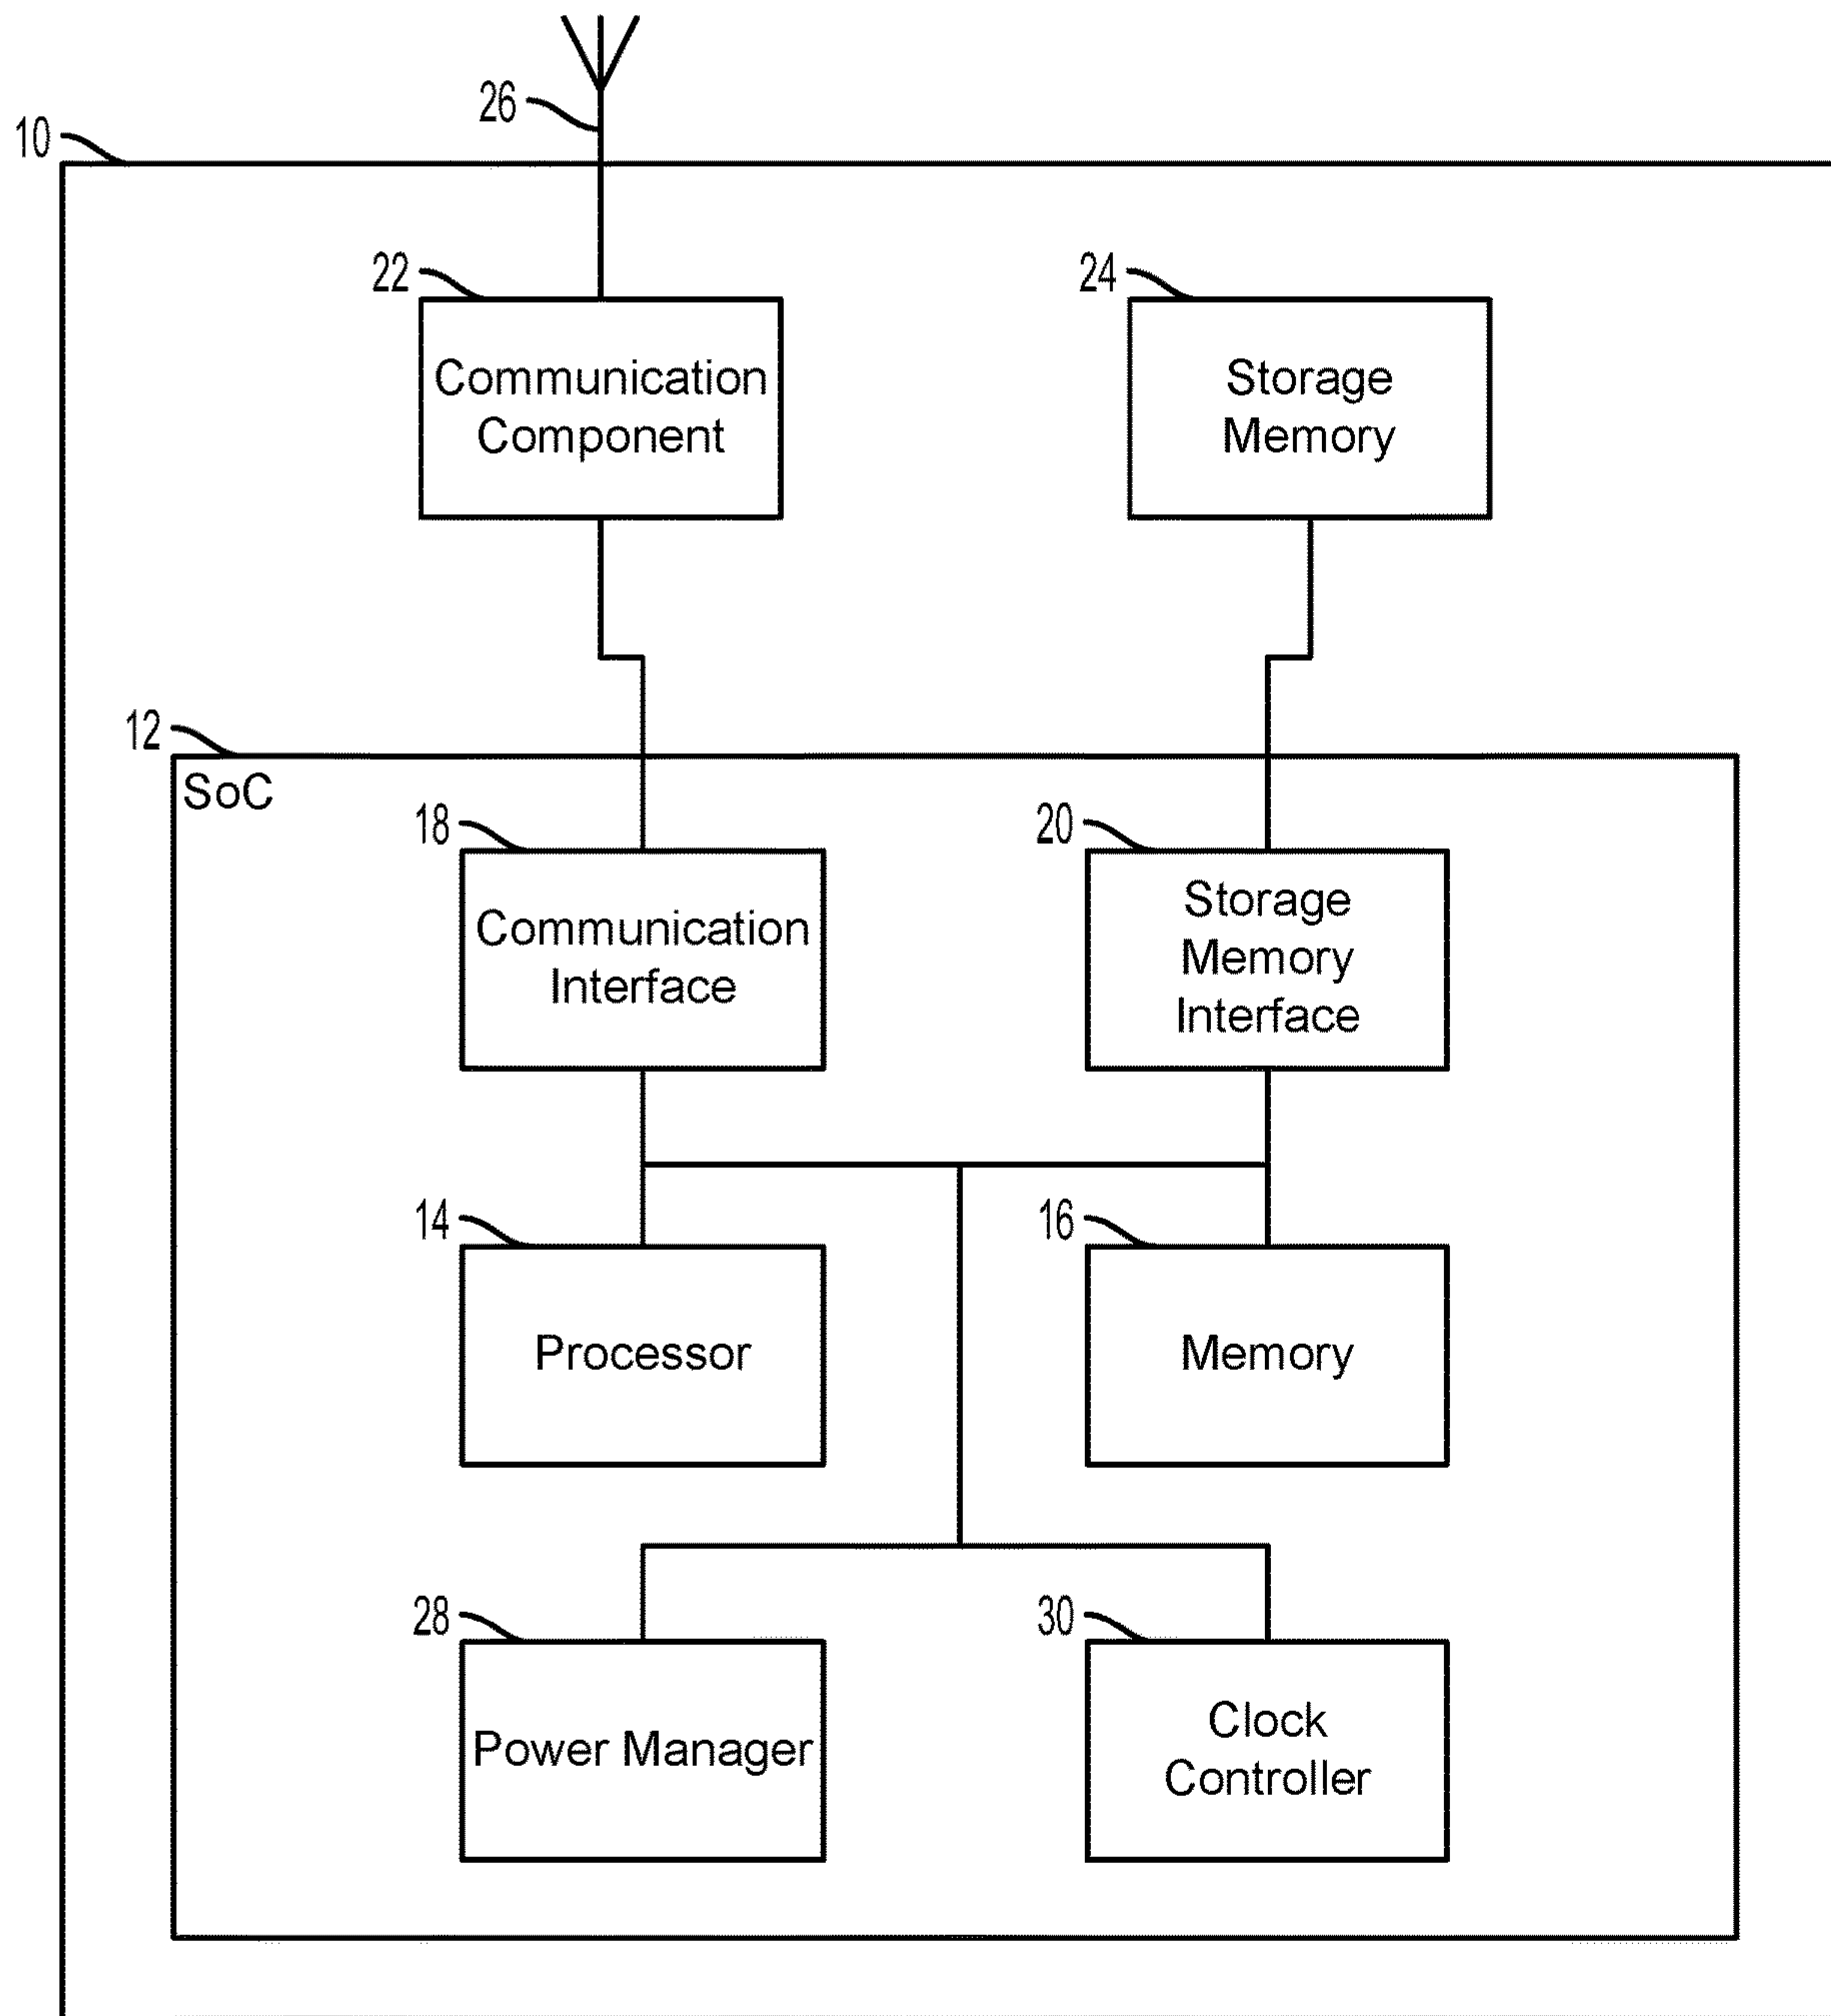 26
10
22
24
Communication
Component
Storage
Memory
12
SoC
18
20
Communication
Interface
Storage
Memory
Interface
14
16
Processor
Memory
28
30
Power Manager
Clock
Controller